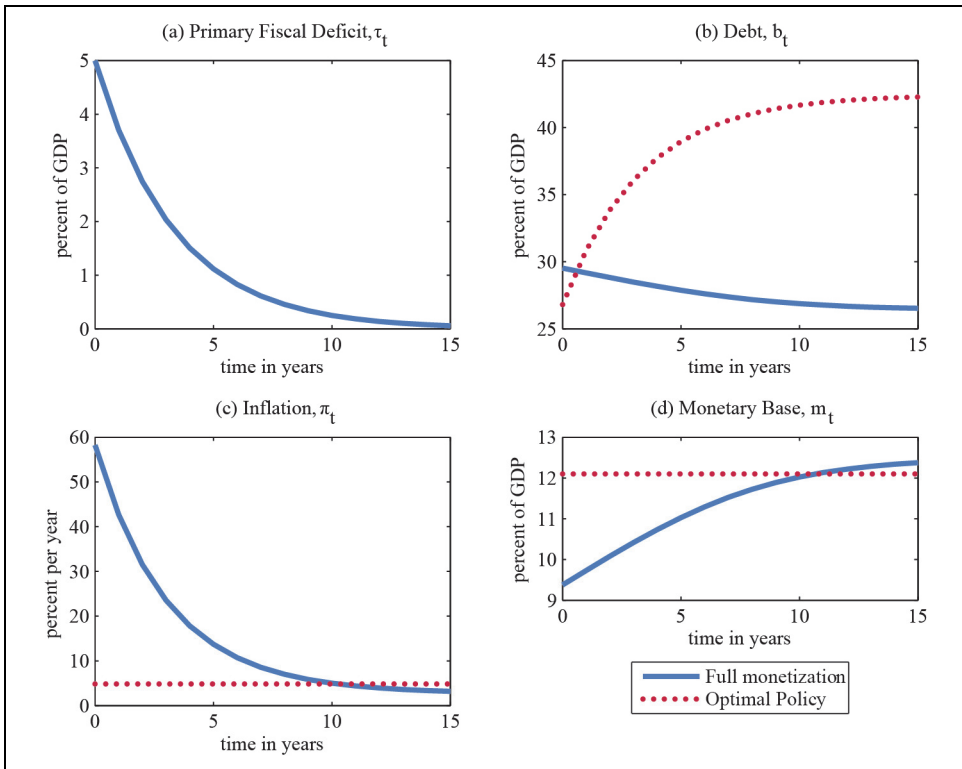 (a) Primary Fiscal Deficit, τt
percent of GDP
5
4
3
2
1
0
0 5 10 15
time in years
(b) Debt, bt
percent of GDP
45
40
35
30
25
0 5 10 15
time in years
(c) Inflation, πt
percent per year
60
50
40
30
20
10
0
0 5 10 15
time in years
(d) Monetary Base, mt
percent of GDP
13
12
11
10
9
0 5 10 15
time in years
Full monetization
Optimal Policy